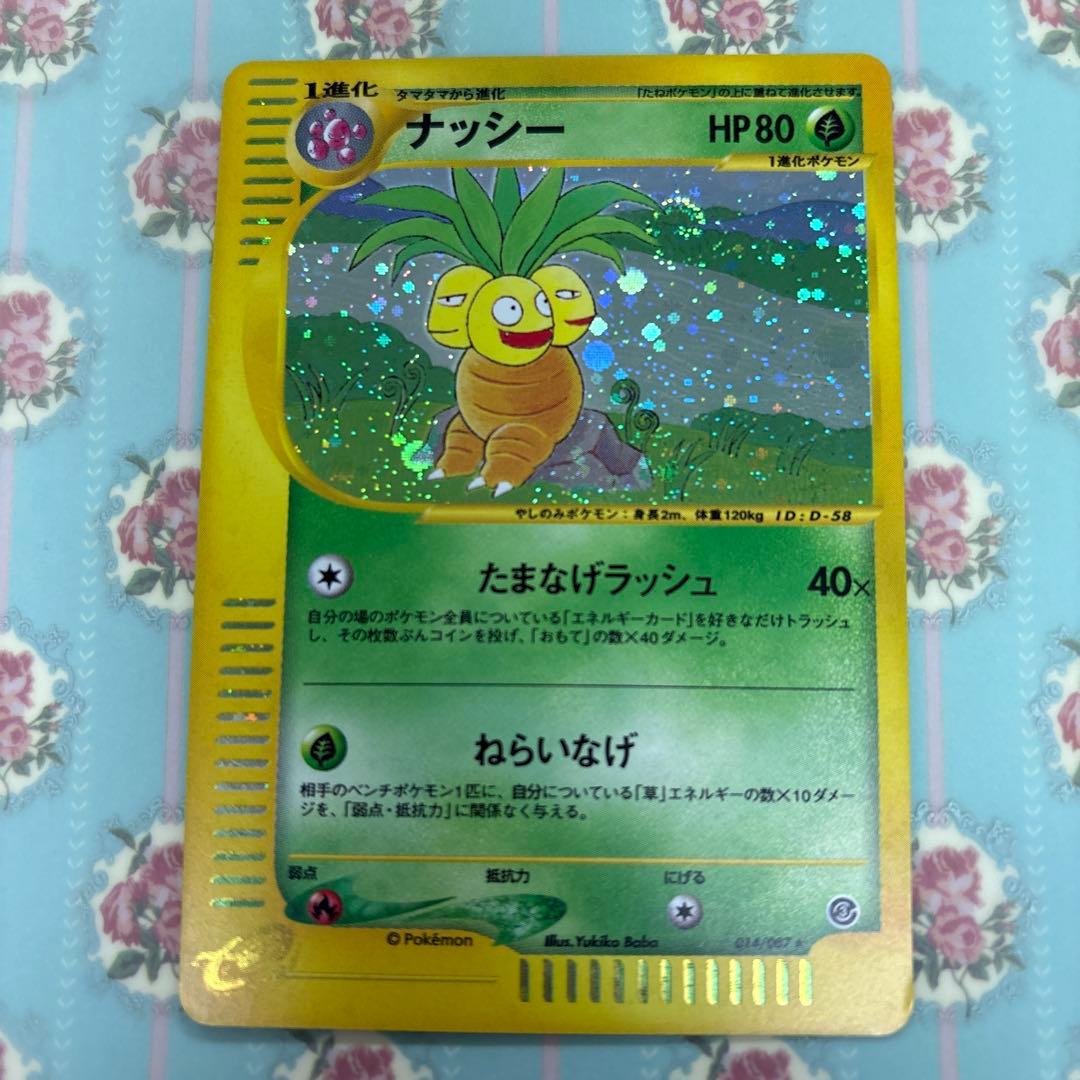 1進化 タマタマから進化 「たねポケモン」の上に重ねて進化させます。
ナッシー HP80
1進化ポケモン
やしのみポケモン：身長2m、体重120kg ID:D-58
たまなげラッシュ 40×
自分の場のポケモン全員についている「エネルギーカード」を好きなだけトラッシュ
し、その枚数ぶんコインを投げ、「おもて」の数×40ダメージ。
ねらいなげ
相手のベンチポケモン1匹に、自分についている「草」エネルギーの数×10ダメー
ジを、「弱点・抵抗力」に関係なく与える。
弱点 抵抗力 にげる
© Pokémon Illus. Yukiko Baba 014/087 ★